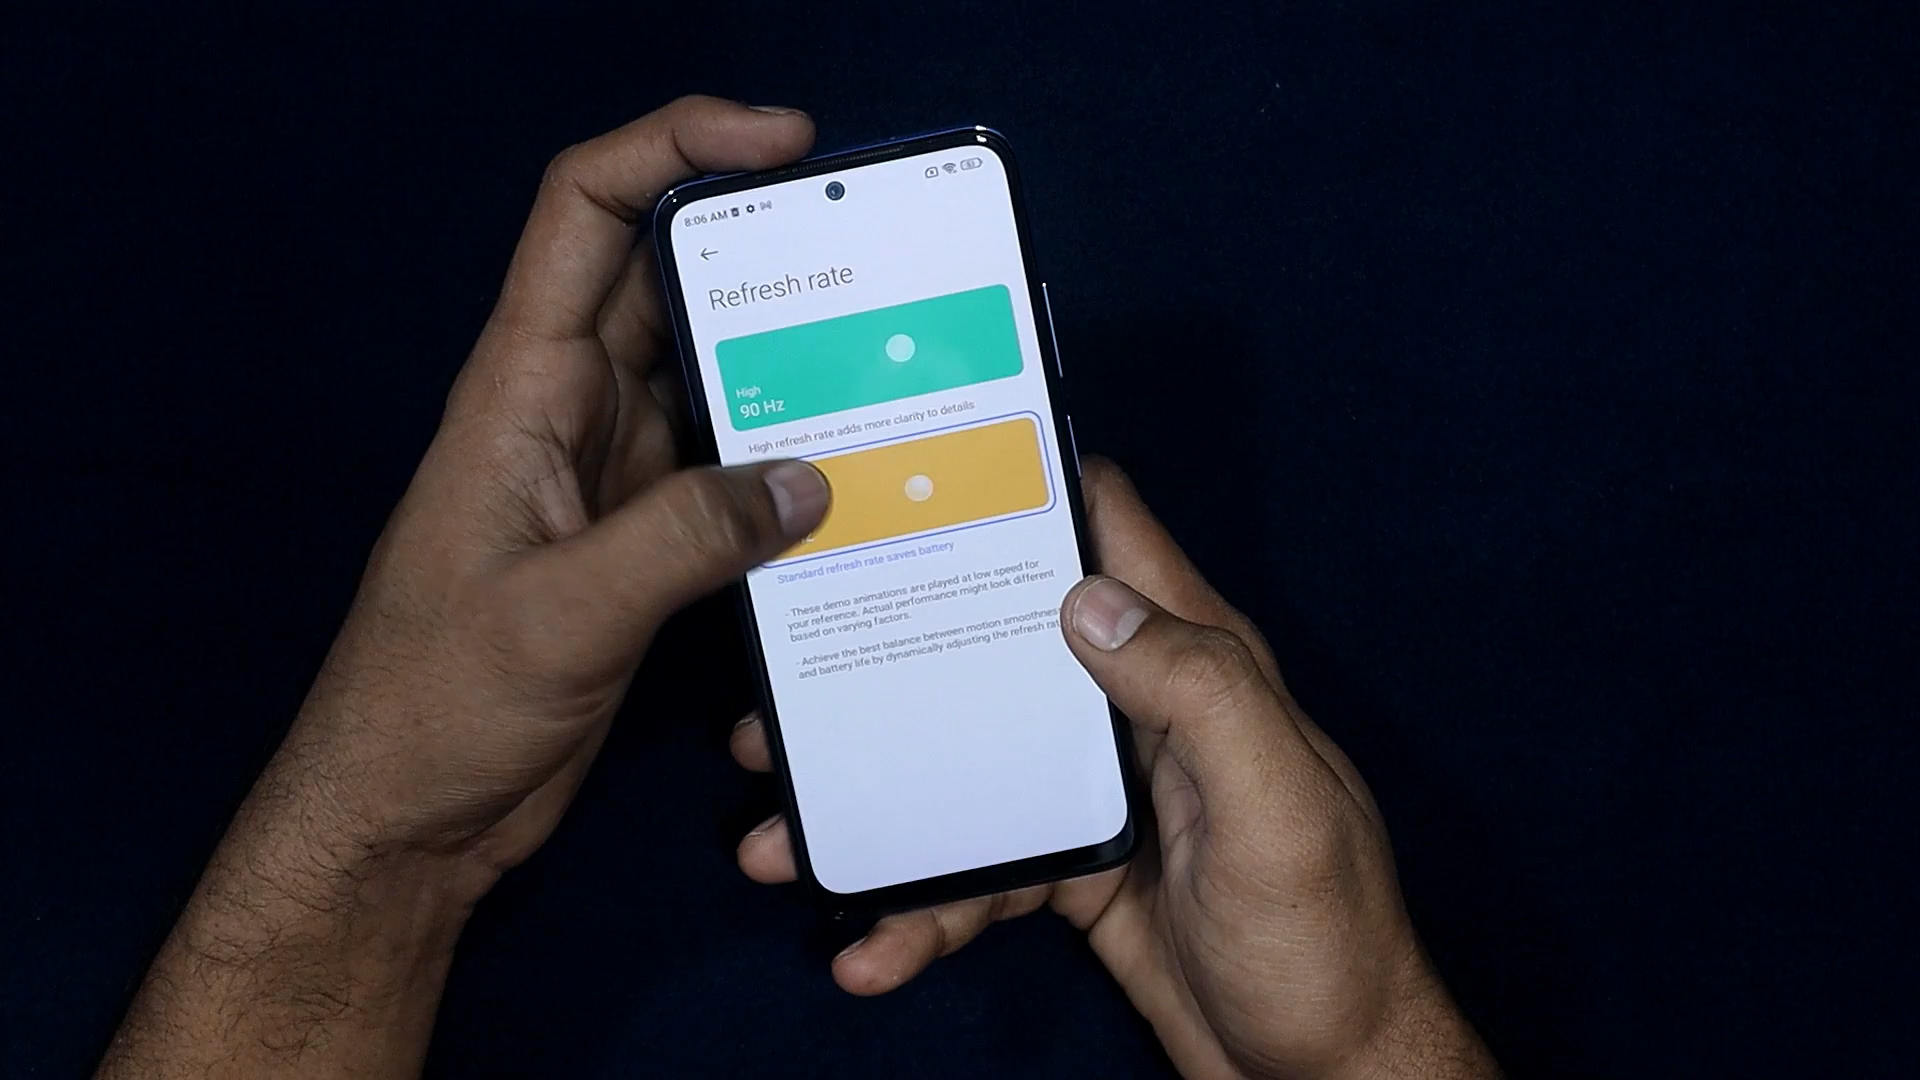 8:06 AM
Refresh rate
High
90 Hz
High refresh rate adds more clarity to details
Standard refresh rate saves battery
- These demo animations are played at low speed for
your reference. Actual performance might look different
based on varying factors.
- Achieve the best balance between motion smoothness
and battery life by dynamically adjusting the refresh